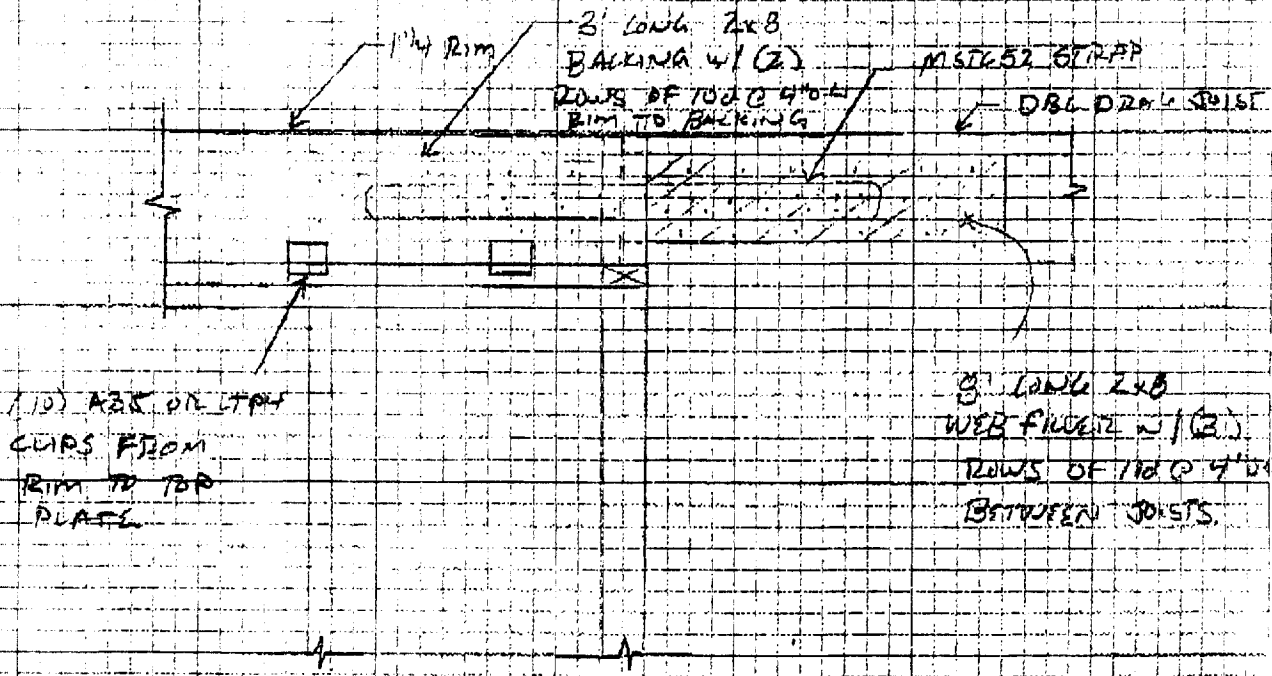 1 1/4 RIM
3' LONG 2x8
BACKING W/ (2)
ROWS OF 10d @ 4" O.C.
RIM TO BACKING
MSTC52 STRAP
DBL DRAG JOIST
(10) A35 OR LTP4
CLIPS FROM
RIM TO TOP
PLATE
LONG 2x8
WEB FILLER W/ (3)
ROWS OF 10d @ 4" O.C.
BETWEEN JOISTS.